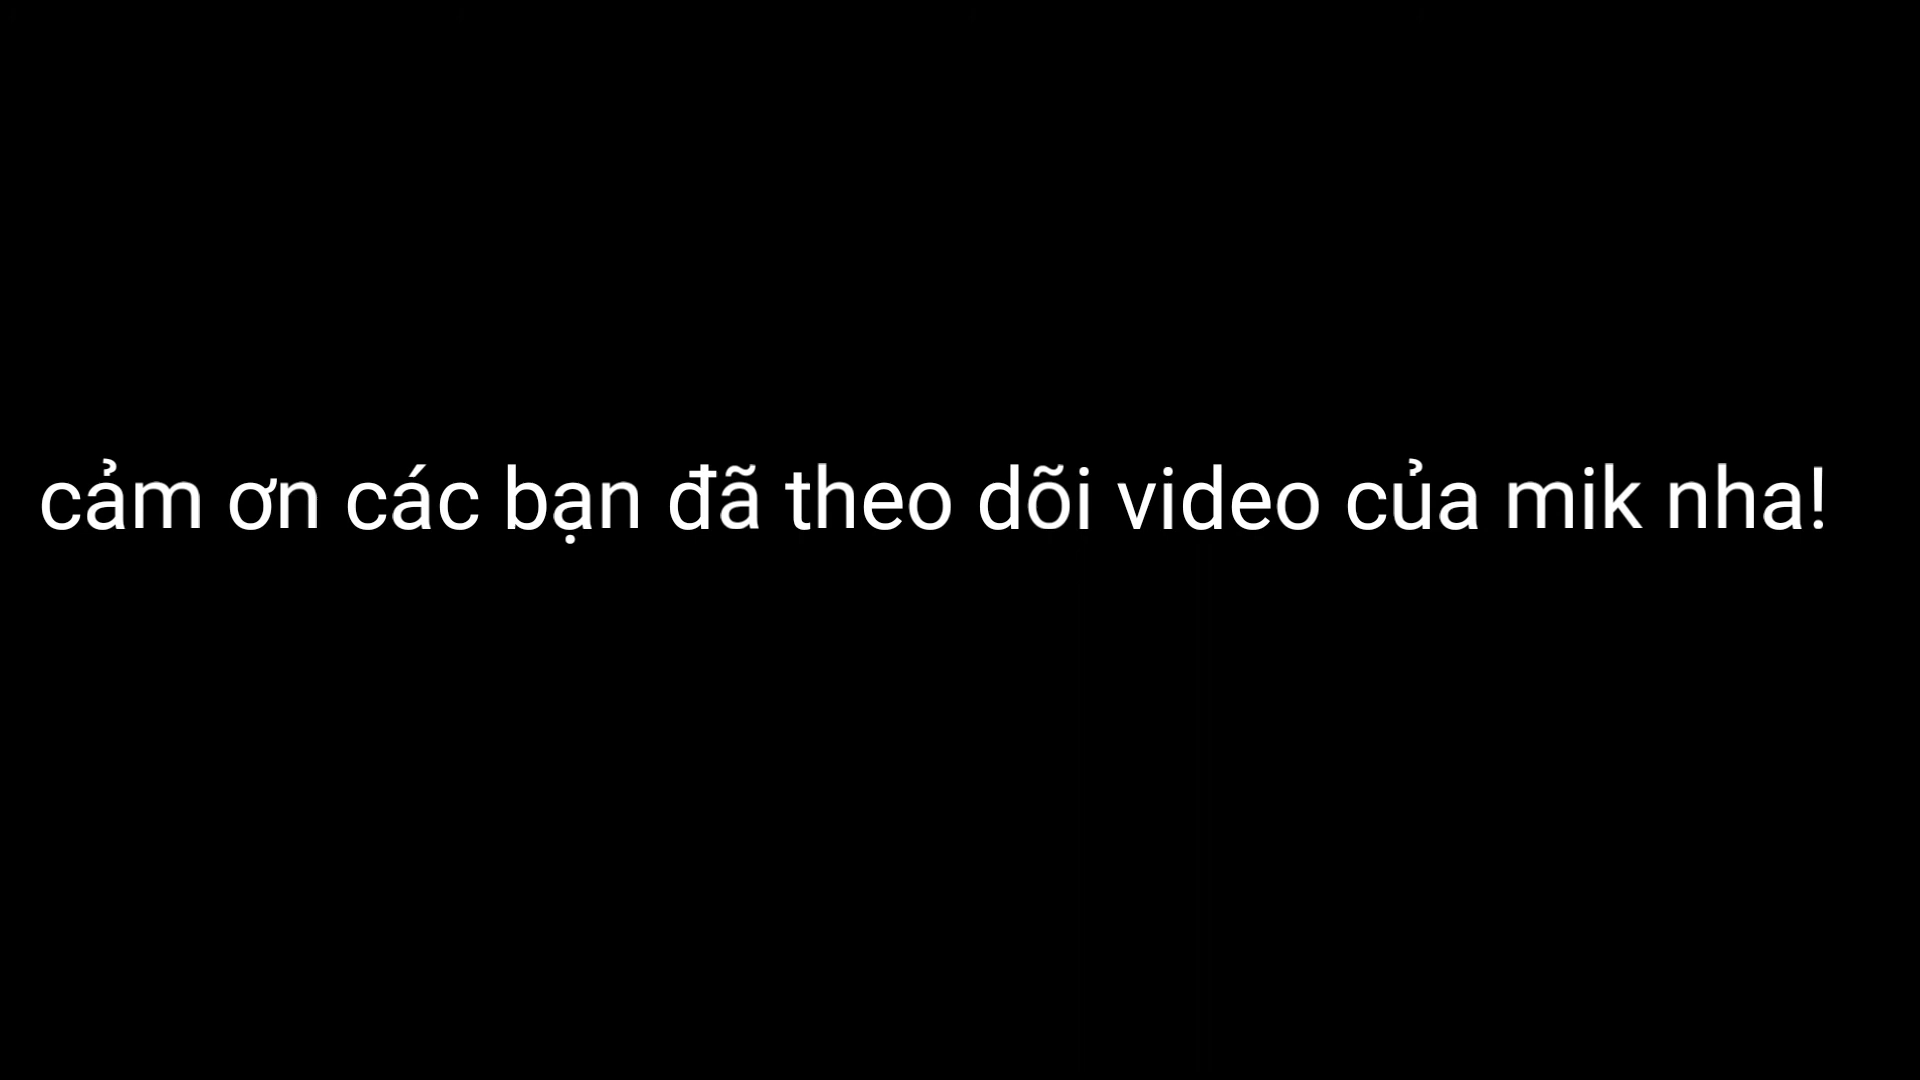 cảm ơn các bạn đã theo dõi video của mik nha!